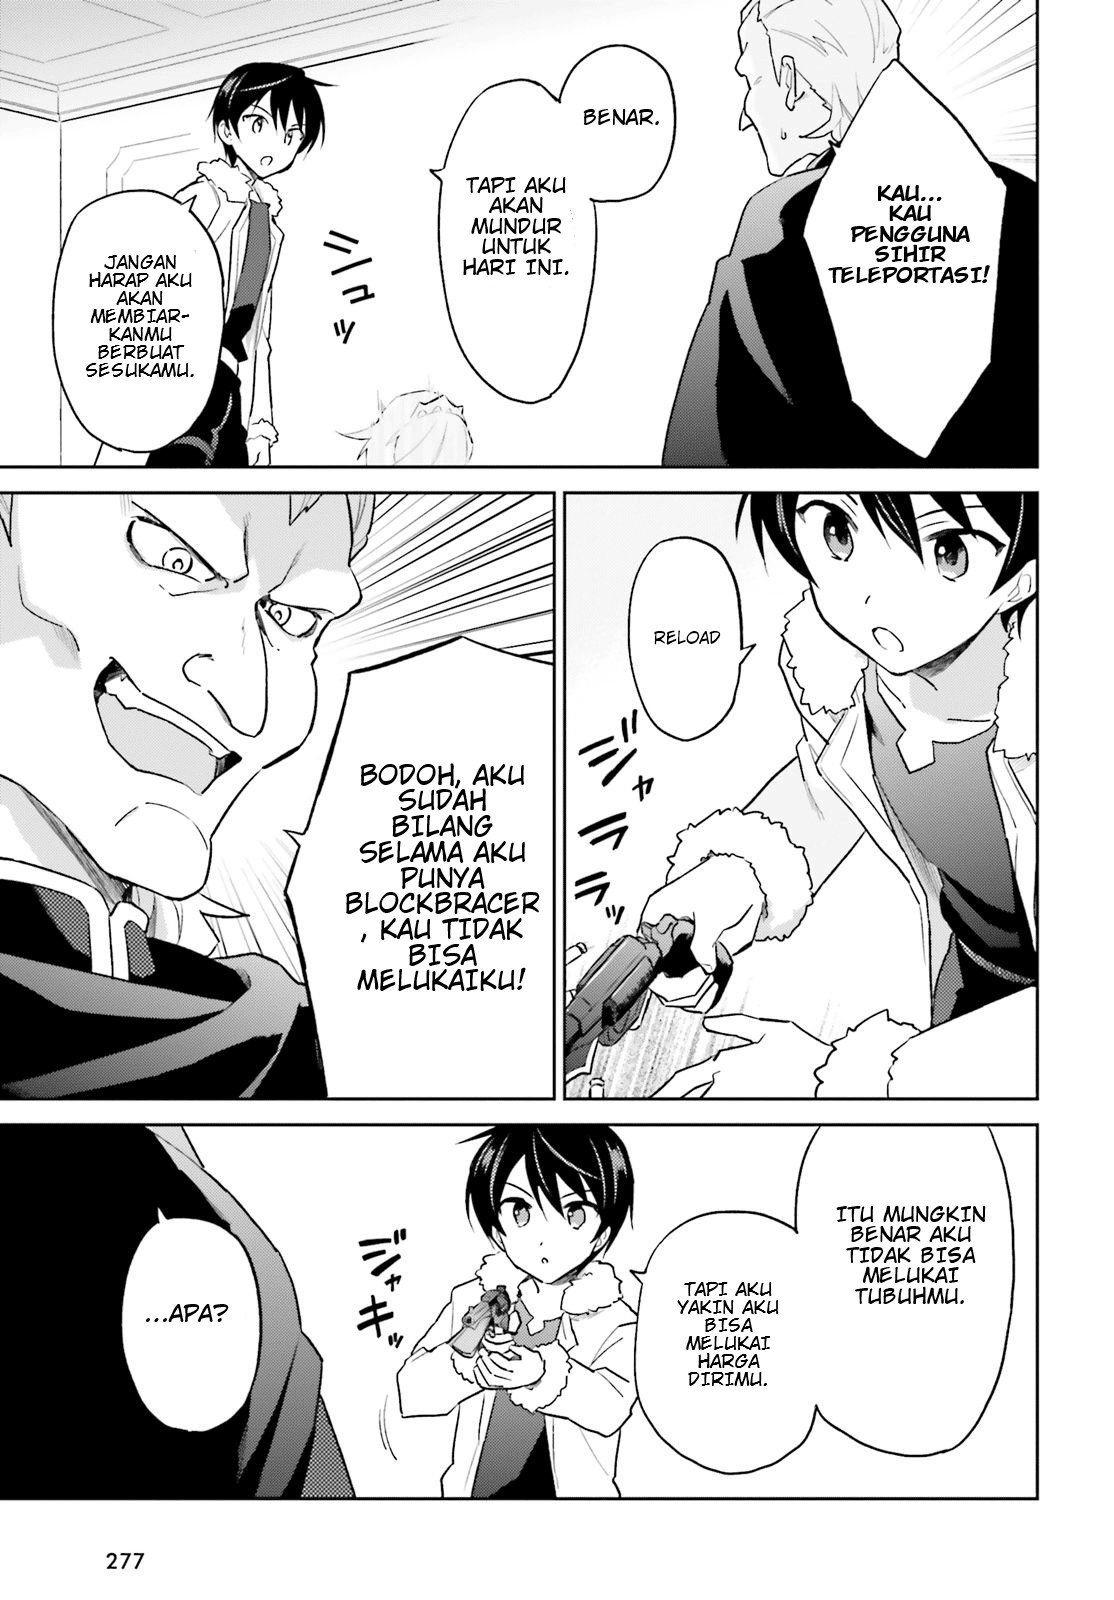 KAU...
KAU
PENGGUNA
SIHIR
TELEPORTASI!
BENAR.
TAPI AKU
AKAN
MUNDUR
UNTUK
HARI INI.
シュッ
JANGAN
HARAP AKU
AKAN
MEMBIAR-
KANMU
BERBUAT
SESUKAMU.
RELOAD
ジャララ
BODOH, AKU
SUDAH
BILANG
SELAMA AKU
PUNYA
BLOCKBRACER
, KAU TIDAK
BISA
MELUKAIKU!
ITU MUNGKIN
BENAR AKU
TIDAK BISA
MELUKAI
TUBUHMU.
TAPI AKU
YAKIN AKU
BISA
MELUKAI
HARGA
DIRIMU.
ジャキ
...APA?
277